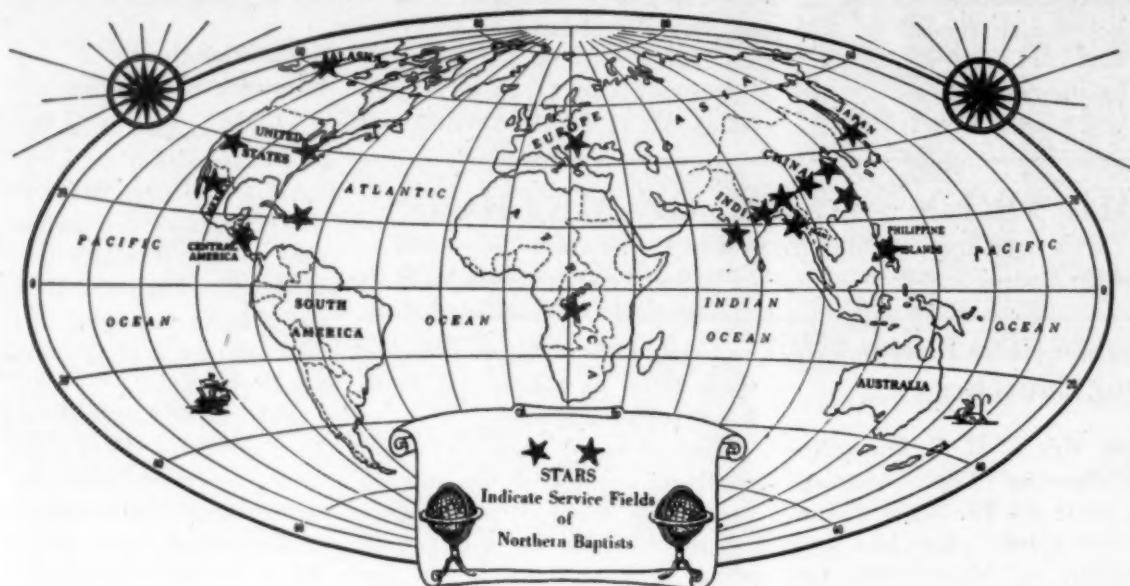 ALASKA
UNITED
STATES
EUROPE
ASIA
JAPAN
CHINA
INDIA
ATLANTIC
PACIFIC
CENTRAL
AMERICA
PHILIPPINE
ISLANDS
PACIFIC
SOUTH
AMERICA
OCEAN
OCEAN
INDIAN
OCEAN
OCEAN
AUSTRALIA
STARS
Indicate Service Fields
of
Northern Baptists